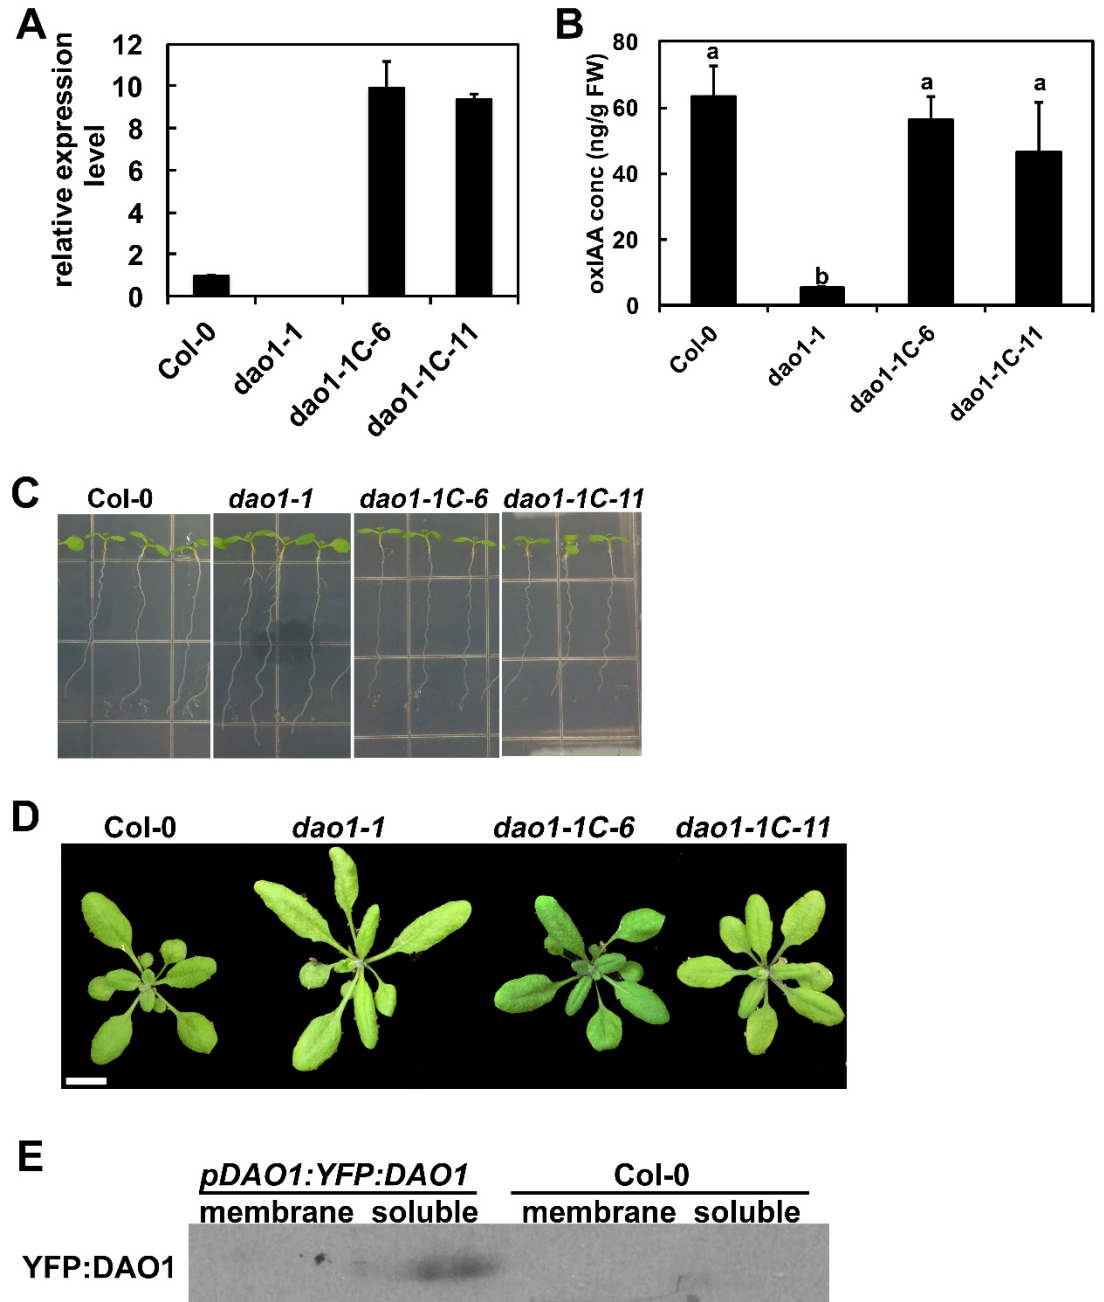 A
relative expression
level
12
10
8
6
4
2
0
Col-0
dao1-1
dao1-1C-6
dao1-1C-11
B
oxIAA conc (ng/g FW)
80
60
40
20
0
a
b
a
a
Col-0
dao1-1
dao1-1C-6
dao1-1C-11
C
Col-0 dao1-1 dao1-1C-6 dao1-1C-11
D
Col-0 dao1-1 dao1-1C-6 dao1-1C-11
E
pDAO1:YFP:DAO1 Col-0
membrane soluble membrane soluble
YFP:DAO1